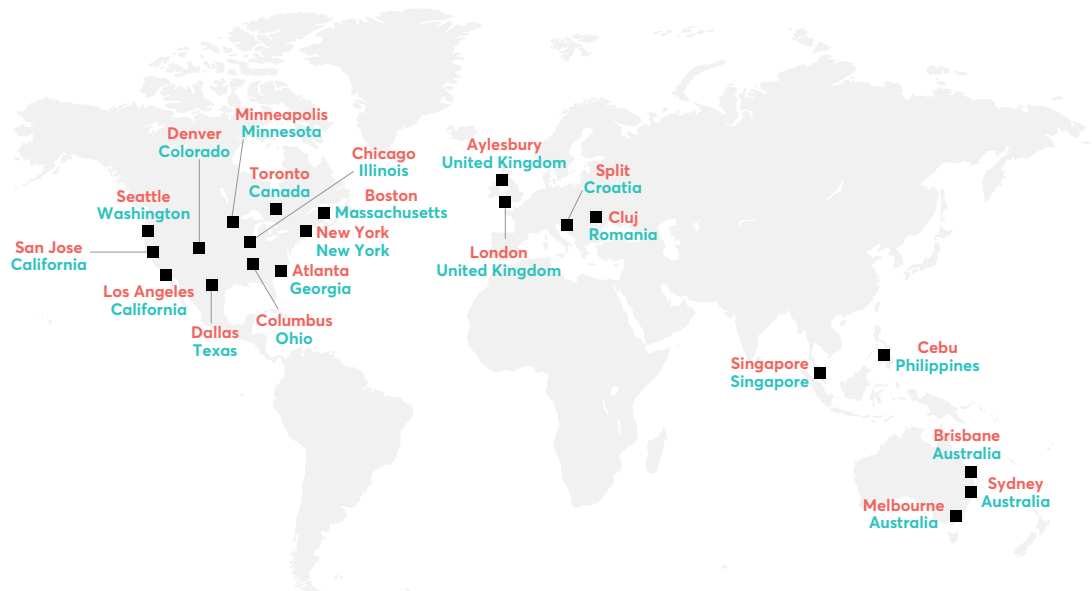 Minneapolis
Minnesota
Denver
Colorado
Chicago
Illinois
Toronto
Canada
Boston
Massachusetts
Seattle
Washington
New York
New York
San Jose
California
Atlanta
Georgia
Los Angeles
California
Columbus
Ohio
Dallas
Texas
Aylesbury
United Kingdom
Split
Croatia
Cluj
Romania
London
United Kingdom
Cebu
Philippines
Singapore
Singapore
Brisbane
Australia
Sydney
Australia
Melbourne
Australia